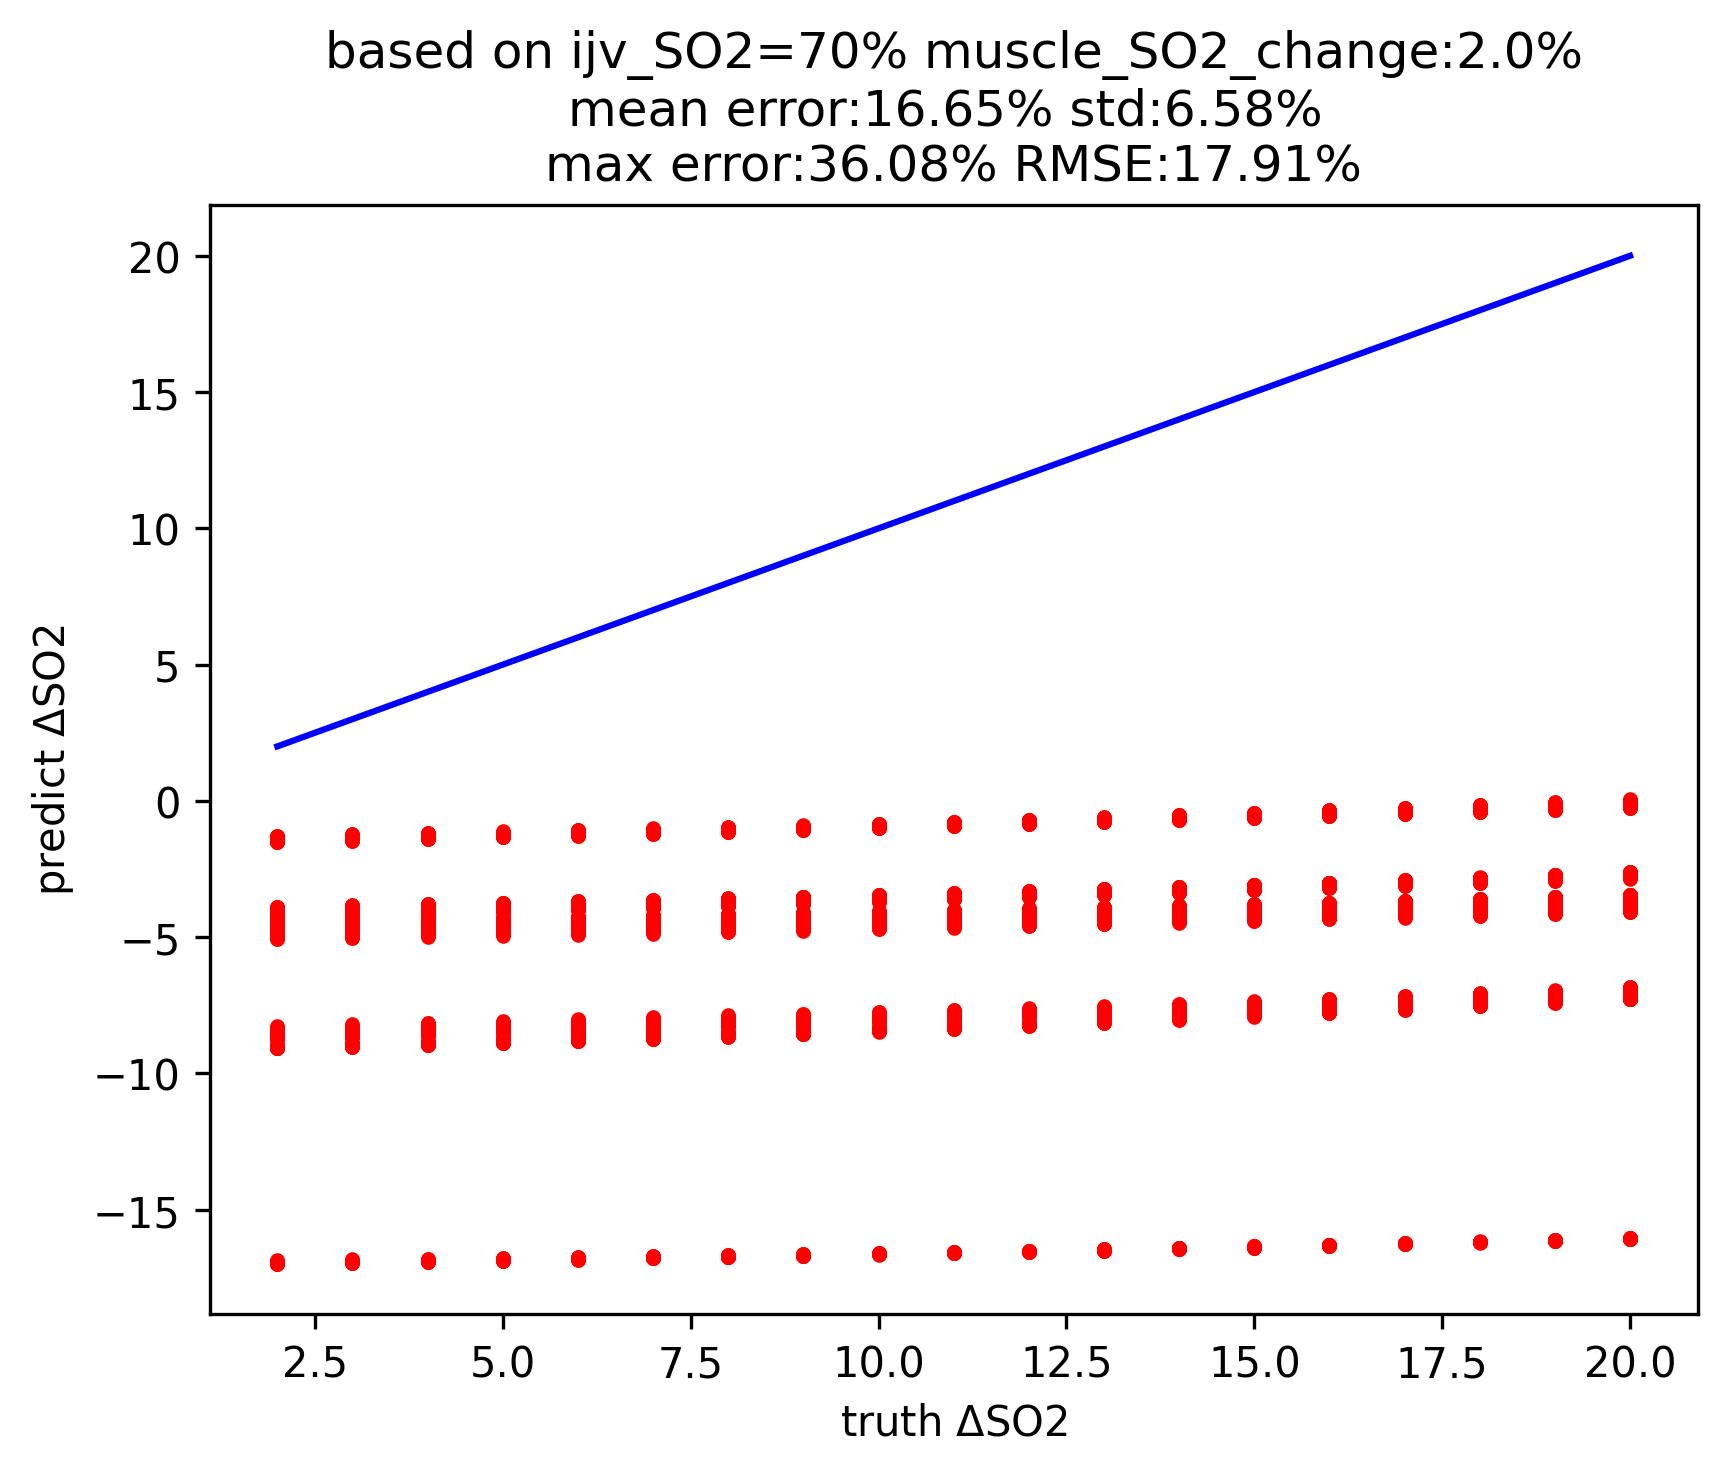 based on ijv_SO2=70% muscle_SO2_change:2.0%
mean error:16.65% std:6.58%
max error:36.08% RMSE:17.91%
20
15
10
5
0
−5
−10
−15
predict ΔSO2
2.5 5.0 7.5 10.0 12.5 15.0 17.5 20.0
truth ΔSO2